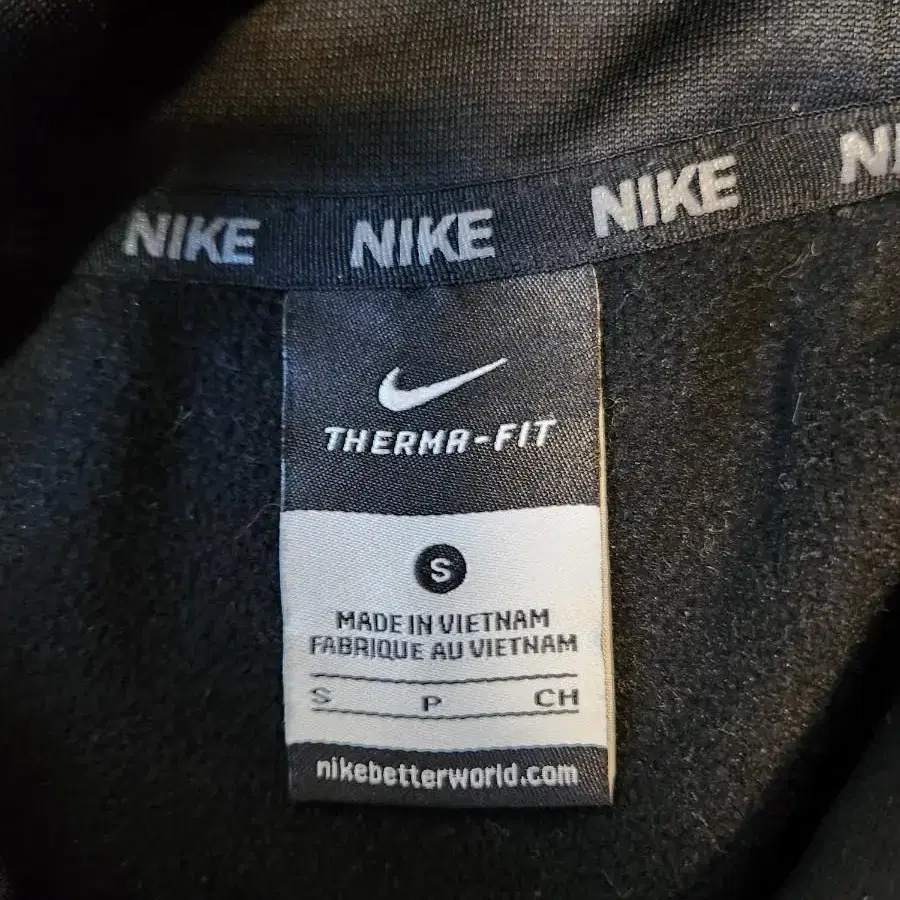 NIKE NIKE NIKE NI
THERMA-FIT
S
MADE IN VIETNAM
FABRIQUE AU VIETNAM
S P CH
nikebetterworld.com